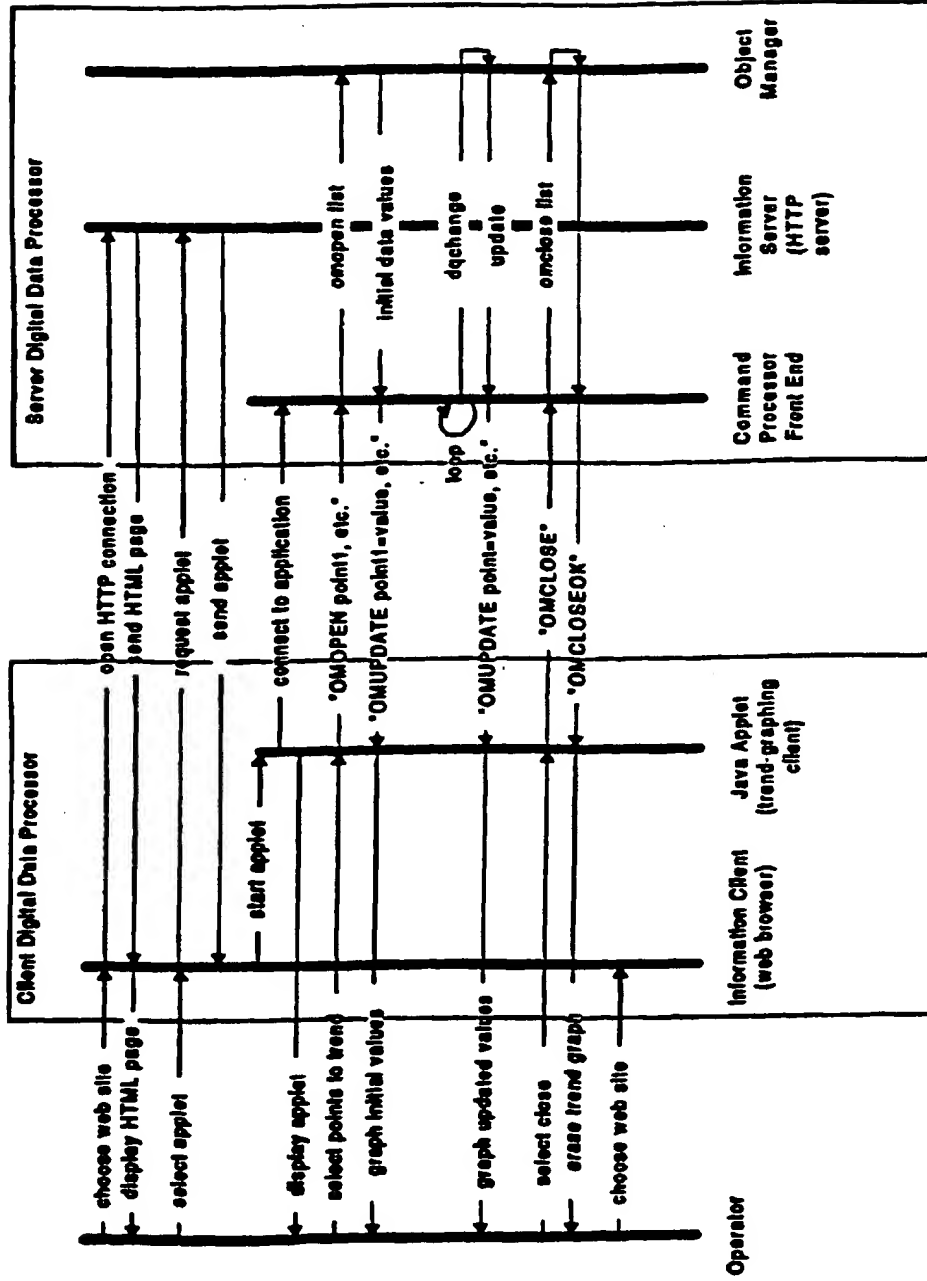 Server Digital Data Processor
Client Digital Data Processor
choose web site
open HTTP connection
display HTML page
send HTML page
select applet
request applet
send applet
start applet
connect to application
display applet
select points to trend
"OMOPEN point1, etc."
omopen list
graph initial values
"OMUPDATE point1=value, etc."
initial data values
loop
dqchange
graph updated values
"OMUPDATE point=value, etc."
update
select close
"OMCLOSE"
omclose list
erase trend graph
"OMCLOSEOK"
choose web site
Operator
Information Client
(web browser)
Java Applet
(trend-graphing
client)
Command
Processor
Front End
Information
Server
(HTTP
server)
Object
Manager